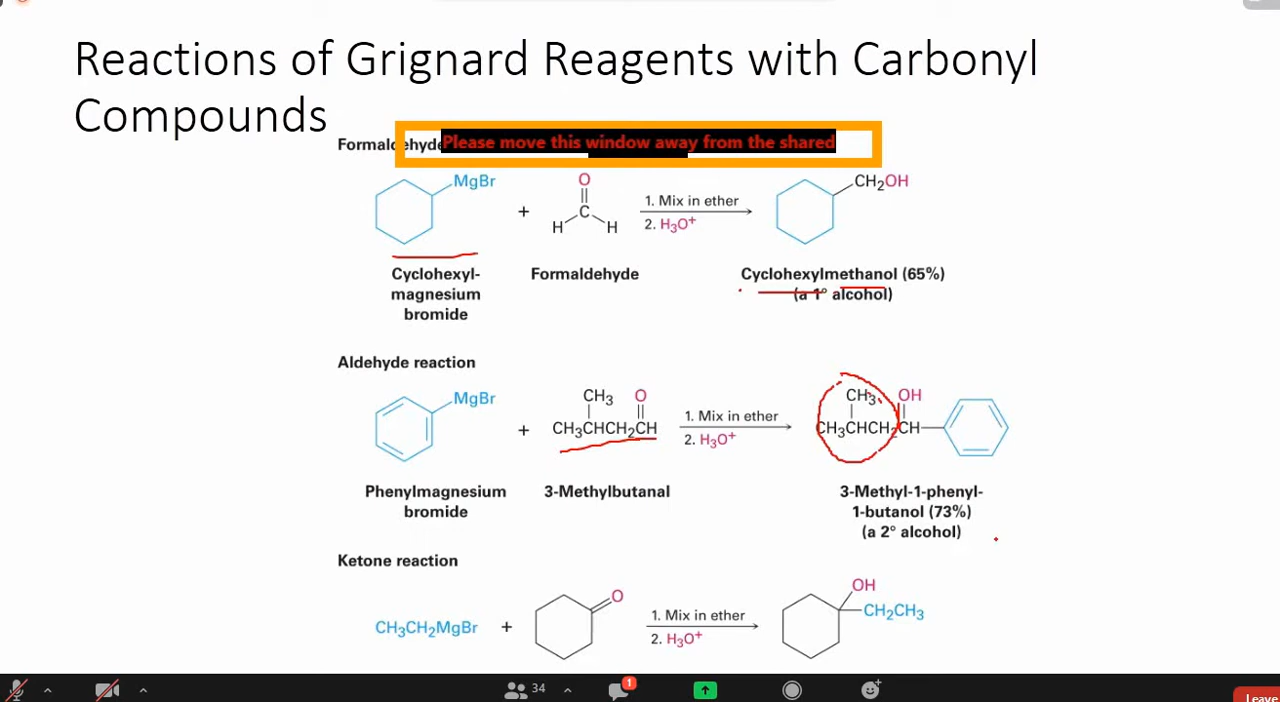 Reactions of Grignard Reagents with Carbonyl
Compounds
Formaldehyde
Please move this window away from the shared
MgBr
+
O
C
H H
1. Mix in ether
2. H₃O⁺
CH₂OH
Cyclohexyl-
magnesium
bromide
Formaldehyde
Cyclohexylmethanol (65%)
(a 1° alcohol)
Aldehyde reaction
MgBr
+
CH₃ O
CH₃CHCH₂CH
1. Mix in ether
2. H₃O⁺
CH₃ OH
CH₃CHCH₂CH
Phenylmagnesium
bromide
3-Methylbutanal
3-Methyl-1-phenyl-
1-butanol (73%)
(a 2° alcohol)
Ketone reaction
CH₃CH₂MgBr
+
O
1. Mix in ether
2. H₃O⁺
OH
CH₂CH₃
34
1
Leave